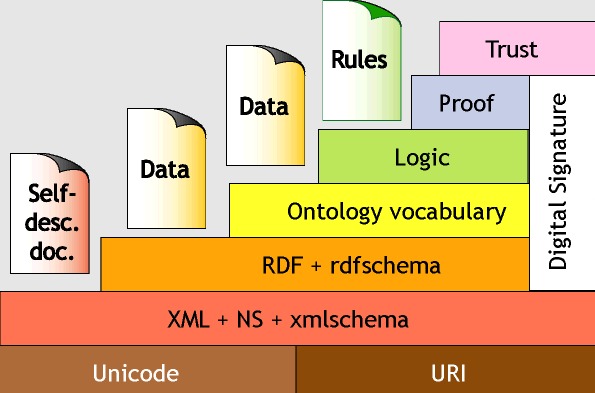 Rules
Trust
Data
Proof
Data
Logic
Self-
desc.
doc.
Ontology vocabulary
Digital Signature
RDF + rdfschema
XML + NS + xmlschema
Unicode
URI